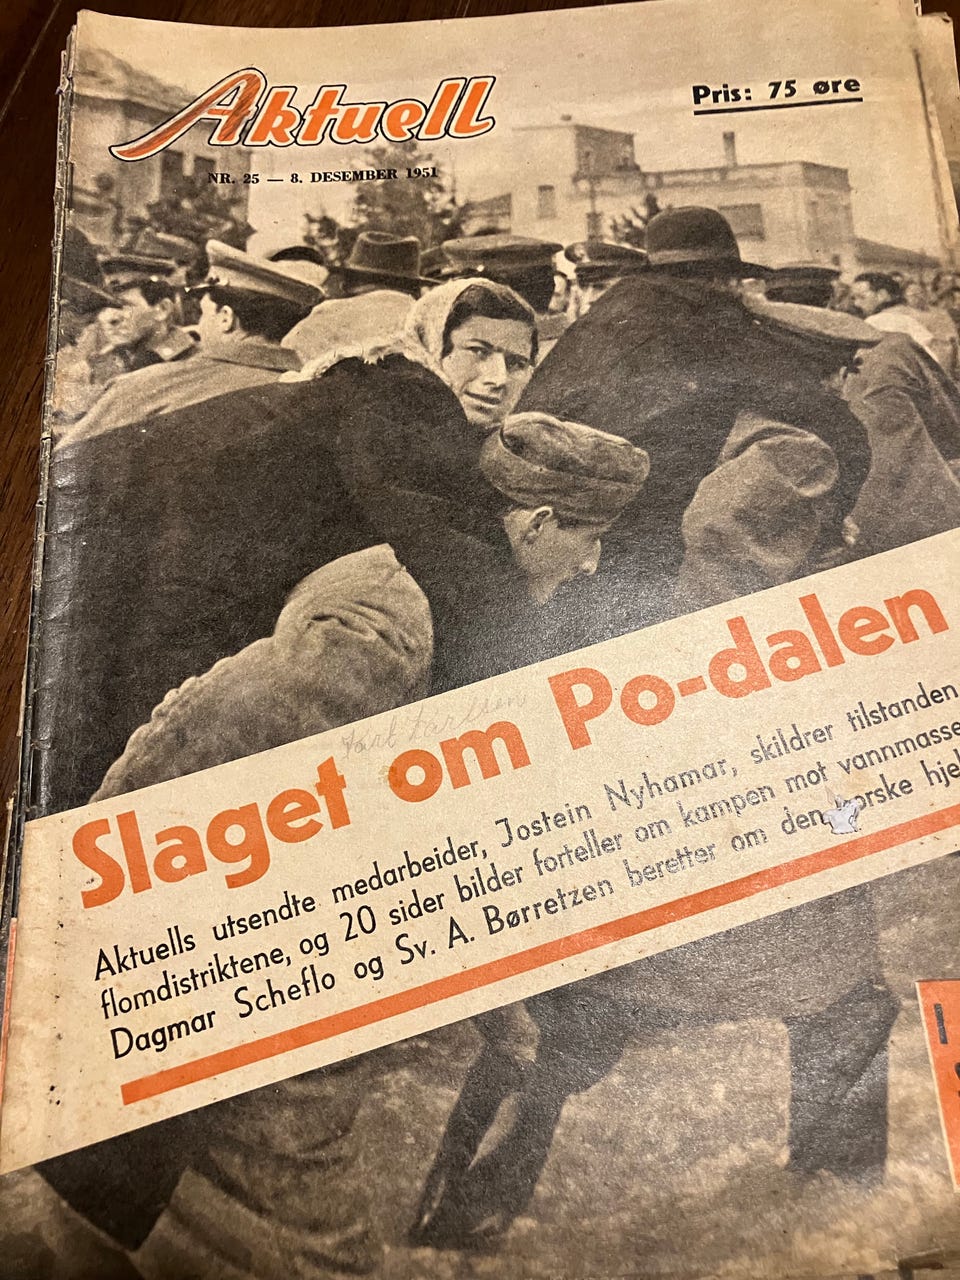 Aktuell
Pris: 75 øre
NR. 25 — 8. DESEMBER 1951
Slaget om Po-dalen
Aktuells utsendte medarbeider, Jostein Nyhamar, skildrer tilstanden
flomdistriktene, og 20 sider bilder forteller om kampen mot vannmasse
Dagmar Scheflo og Sv. A. Børretzen beretter om den orske hjel